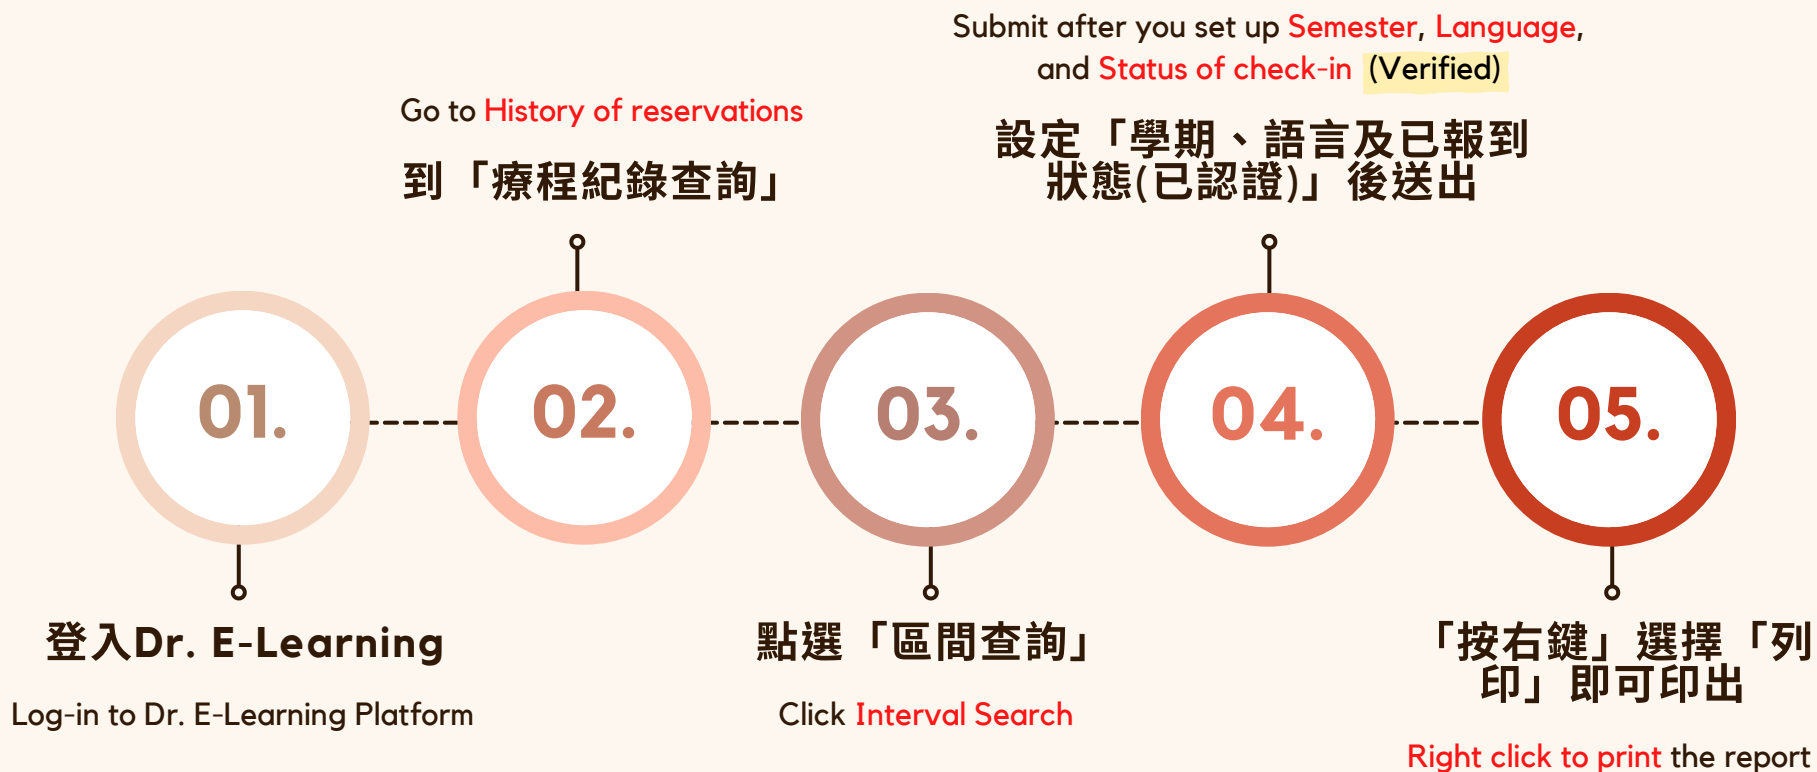 01.
登入Dr. E-Learning
Log-in to Dr. E-Learning Platform
Go to History of reservations
到「療程紀錄查詢」
02.
03.
點選「區間查詢」
Click Interval Search
Submit after you set up Semester, Language,
and Status of check-in (Verified)
設定「學期、語言及已報到
狀態(已認證)」後送出
04.
05.
「按右鍵」選擇「列
印」即可印出
Right click to print the report